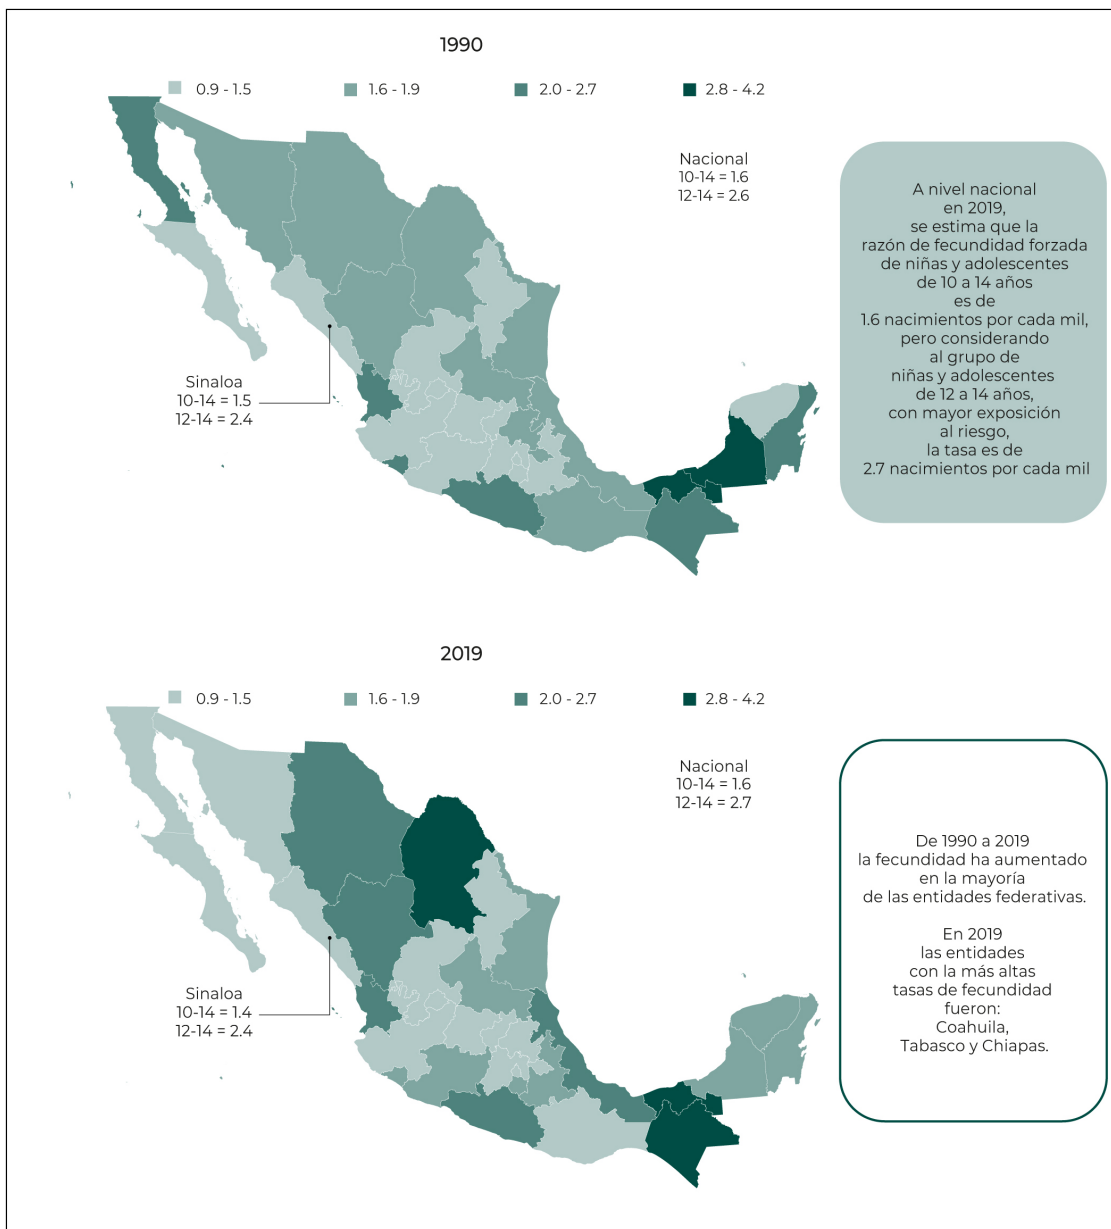 1990
0.9 - 1.5
1.6 - 1.9
2.0 - 2.7
2.8 - 4.2
Nacional
10-14 = 1.6
12-14 = 2.6
Sinaloa
10-14 = 1.5
12-14 = 2.4
A nivel nacional
en 2019,
se estima que la
razón de fecundidad forzada
de niñas y adolescentes
de 10 a 14 años
es de
1.6 nacimientos por cada mil,
pero considerando
al grupo de
niñas y adolescentes
de 12 a 14 años,
con mayor exposición
al riesgo,
la tasa es de
2.7 nacimientos por cada mil
2019
0.9 - 1.5
1.6 - 1.9
2.0 - 2.7
2.8 - 4.2
Nacional
10-14 = 1.6
12-14 = 2.7
Sinaloa
10-14 = 1.4
12-14 = 2.4
De 1990 a 2019
la fecundidad ha aumentado
en la mayoría
de las entidades federativas.
En 2019
las entidades
con la más altas
tasas de fecundidad
fueron:
Coahuila,
Tabasco y Chiapas.